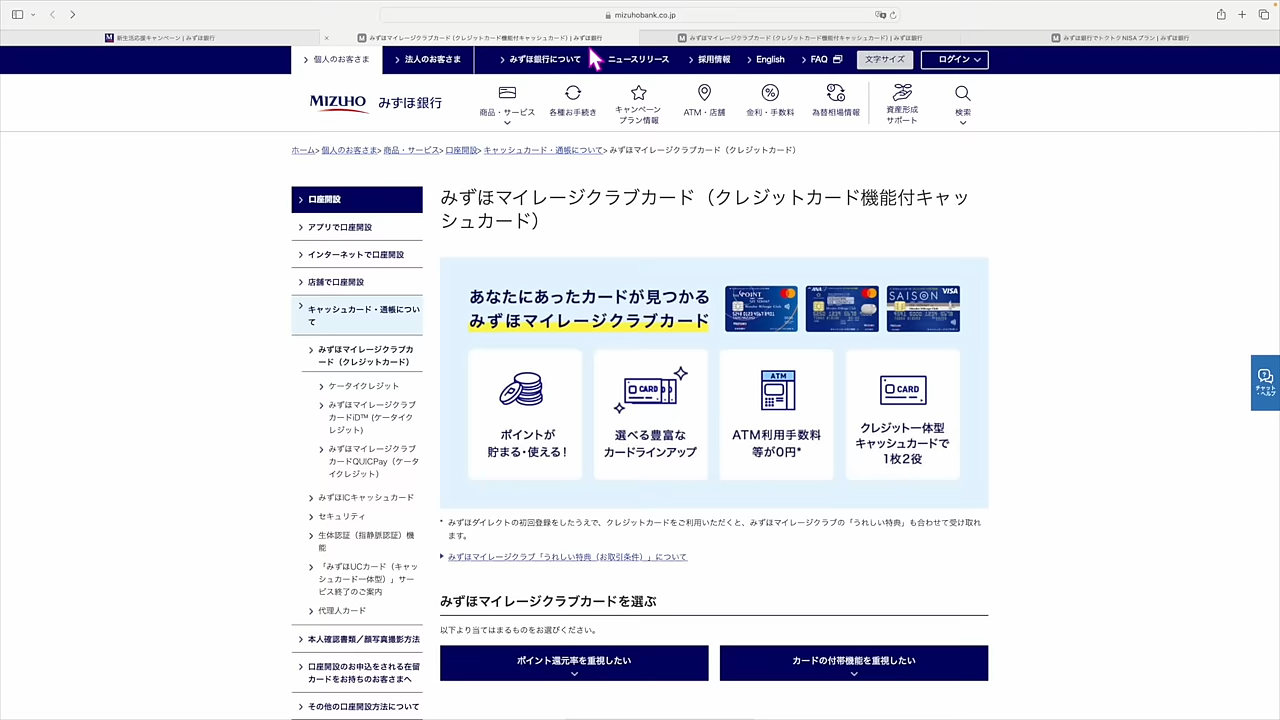 mizuhobank.co.jp
新生活応援キャンペーン | みずほ銀行
みずほマイレージクラブカード (クレジットカード機能付キャッシュカード) | みずほ銀行
みずほマイレージクラブカード (クレジットカード機能付キャッシュカード) | みずほ銀行
みずほ銀行でトクトクNISAプラン | みずほ銀行
個人のお客さま
法人のお客さま
みずほ銀行について
ニュースリリース
採用情報
English
FAQ
文字サイズ
ログイン
MIZUHO みずほ銀行
商品・サービス
各種お手続き
キャンペーン
プラン情報
ATM・店舗
金利・手数料
為替相場情報
資産形成
サポート
検索
ホーム> 個人のお客さま> 商品・サービス> 口座開設> キャッシュカード・通帳について> みずほマイレージクラブカード（クレジットカード）
口座開設
アプリで口座開設
インターネットで口座開設
店舗で口座開設
キャッシュカード・通帳につい
て
みずほマイレージクラブカ
ード（クレジットカード）
ケータイクレジット
みずほマイレージクラブ
カードiD™ (ケータイク
レジット)
みずほマイレージクラブ
カードQUICPay（ケータ
イクレジット）
みずほICキャッシュカード
セキュリティ
生体認証（指静脈認証）機
能
「みずほUCカード（キャッ
シュカード一体型）」サー
ビス終了のご案内
代理人カード
本人確認書類／顔写真撮影方法
口座開設のお申込をされる在留
カードをお持ちのお客さまへ
その他の口座開設方法について
みずほマイレージクラブカード（クレジットカード機能付キャッ
シュカード）
あなたにあったカードが見つかる
みずほマイレージクラブカード
POINT
ANA
SAISON
VISA
ポイントが
貯まる・使える！
CARD
選べる豊富な
カードラインアップ
ATM
ATM利用手数料
等が0円*
CARD
クレジット一体型
キャッシュカードで
1枚2役
* みずほダイレクトの初回登録をしたうえで、クレジットカードをご利用いただくと、みずほマイレージクラブの「うれしい特典」も合わせて受け取れ
ます。
みずほマイレージクラブ「うれしい特典（お取引条件）」について
みずほマイレージクラブカードを選ぶ
以下より当てはまるものをお選びください。
ポイント還元率を重視したい
カードの付帯機能を重視したい
チャット
・ヘルプ